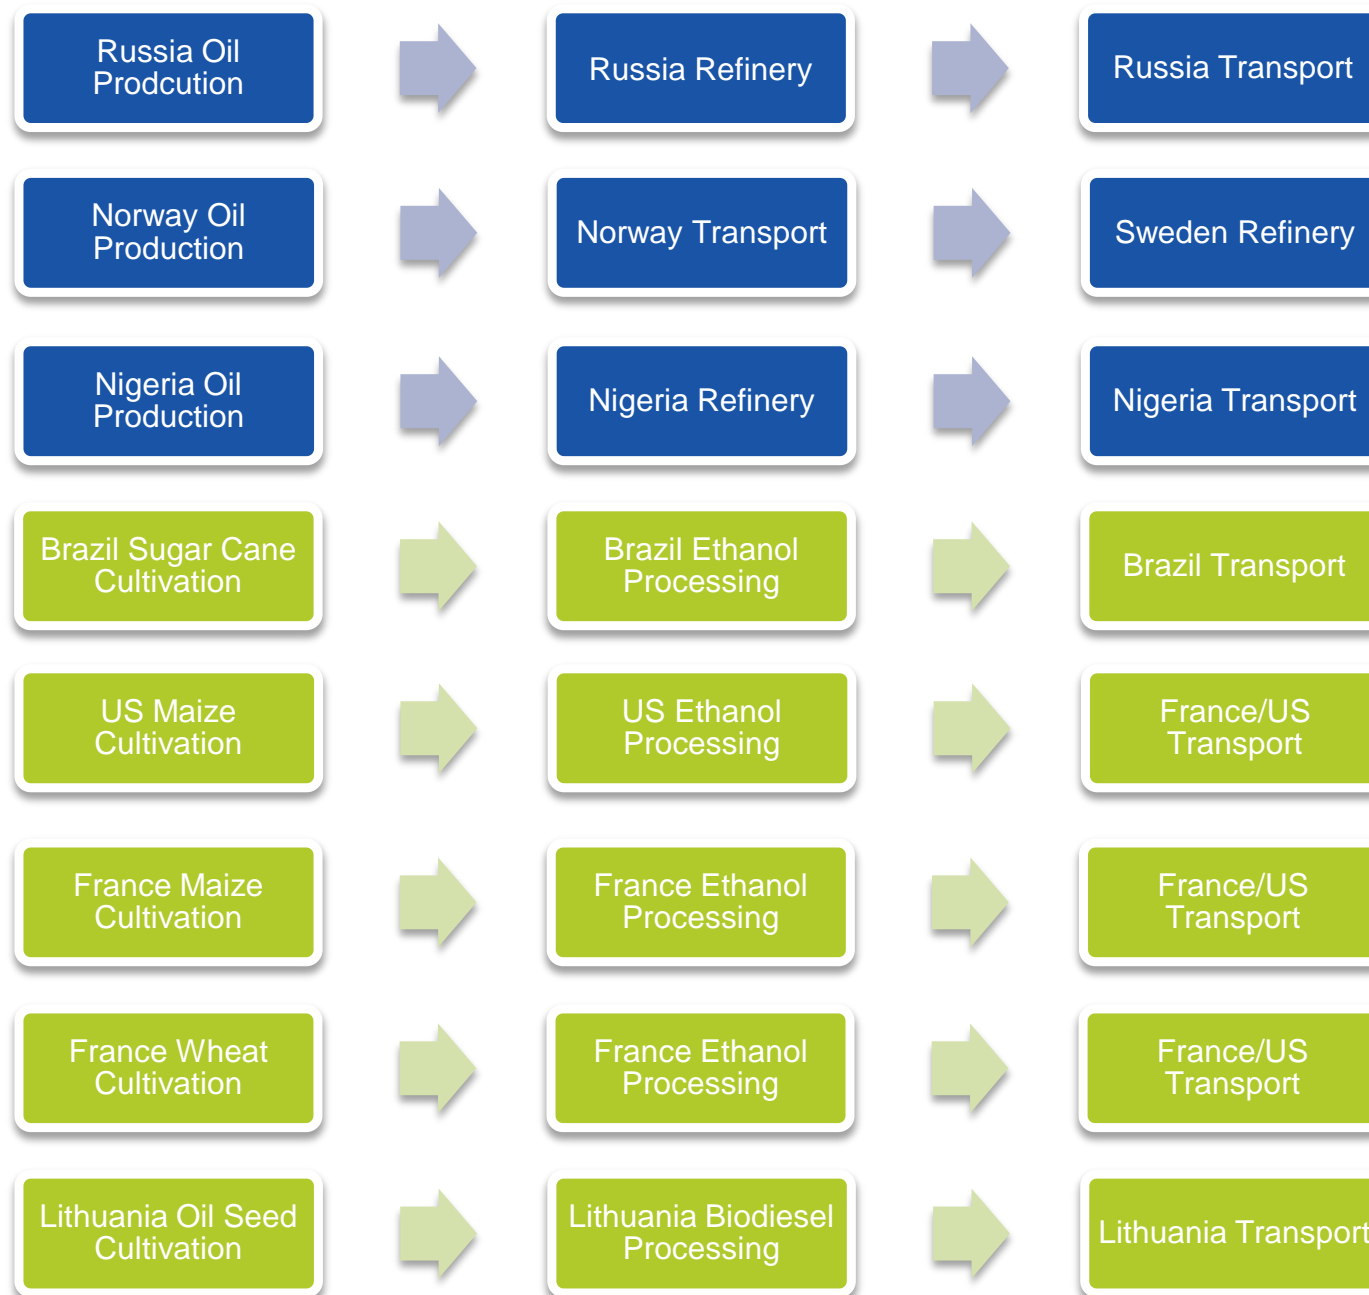 Russia Oil
Prodcution
Russia Refinery
Russia Transport
Norway Oil
Production
Norway Transport
Sweden Refinery
Nigeria Oil
Production
Nigeria Refinery
Nigeria Transport
Brazil Sugar Cane
Cultivation
Brazil Ethanol
Processing
Brazil Transport
US Maize
Cultivation
US Ethanol
Processing
France/US
Transport
France Maize
Cultivation
France Ethanol
Processing
France/US
Transport
France Wheat
Cultivation
France Ethanol
Processing
France/US
Transport
Lithuania Oil Seed
Cultivation
Lithuania Biodiesel
Processing
Lithuania Transport